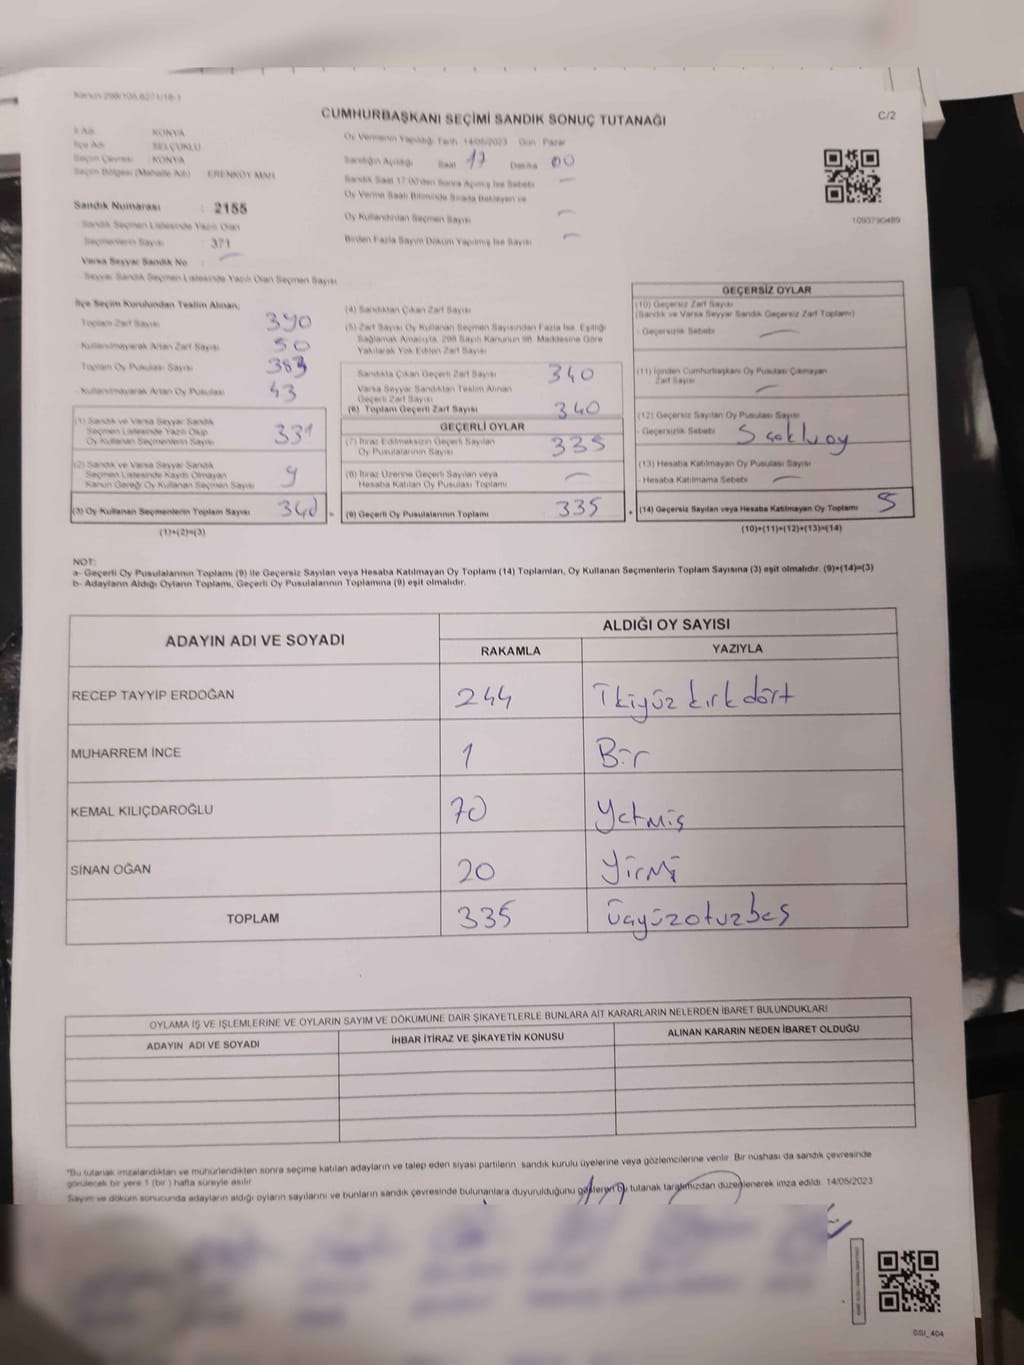 Kanun-298/105,6271/16-1
CUMHURBAŞKANI SEÇİMİ SANDIK SONUÇ TUTANAĞI
C/2
İl Adı : KONYA
İlçe Adı : SELÇUKLU
Seçim Çevresi : KONYA
Seçim Bölgesi (Mahalle Adı) : ERENKÖY MAH.
Sandık Numarası : 2155
Sandık Seçmen Listesinde Yazılı Olan
Seçmenlerin Sayısı : 371
Varsa Seyyar Sandık No :
Seyyar Sandık Seçmen Listesinde Yazılı Olan Seçmen Sayısı
Oy Vermenin Yapıldığı Tarih 14/05/2023 Gün Pazar
Sandığın Açıldığı Saat 17 Dakika 00
Sandık Saat 17:00'den Sonra Açılmış İse Sebebi
Oy Verme Saati Bitiminde Sırada Bekleyen ve
Oy Kullandırılan Seçmen Sayısı
Birden Fazla Sayım Döküm Yapılmış İse Sayısı
1093790489
İlçe Seçim Kurulundan Teslim Alınan,
Toplam Zarf Sayısı 390
Kullanılmayarak Artan Zarf Sayısı 50
Toplam Oy Pusulası Sayısı 383
Kullanılmayarak Artan Oy Pusulası 43
(1) Sandık ve Varsa Seyyar Sandık
Seçmen Listesinde Yazılı Olup
Oy Kullanan Seçmenlerin Sayısı 331
(2) Sandık ve Varsa Seyyar Sandık
Seçmen Listesinde Kayıtlı Olmayan
Kanun Gereği Oy Kullanan Seçmen Sayısı 9
(3) Oy Kullanan Seçmenlerin Toplam Sayısı 340
(1)+(2)=(3)
(4) Sandıktan Çıkan Zarf Sayısı
(5) Zarf Sayısı Oy Kullanan Seçmen Sayısından Fazla İse, Eşitliği
Sağlamak Amacıyla, 298 Sayılı Kanunun 98. Maddesine Göre
Yakılarak Yok Edilen Zarf Sayısı
Sandıkta Çıkan Geçerli Zarf Sayısı 340
Varsa Seyyar Sandıktan Teslim Alınan
Geçerli Zarf Sayısı
(6) Toplam Geçerli Zarf Sayısı 340
GEÇERLİ OYLAR
(7) İtiraz Edilmeksizin Geçerli Sayılan
Oy Pusulalarının Sayısı 335
(8) İtiraz Üzerine Geçerli Sayılan veya
Hesaba Katılan Oy Pusulası Toplamı
= (9) Geçerli Oy Pusulalarının Toplamı 335
GEÇERSİZ OYLAR
(10) Geçersiz Zarf Sayısı
(Sandık ve Varsa Seyyar Sandık Geçersiz Zarf Toplamı)
- Geçersizlik Sebebi
(11) İçinden Cumhurbaşkanı Oy Pusulası Çıkmayan
Zarf Sayısı
(12) Geçersiz Sayılan Oy Pusulası Sayısı
- Geçersizlik Sebebi 5 çoklu oy
(13) Hesaba Katılmayan Oy Pusulası Sayısı
- Hesaba Katılmama Sebebi
+ (14) Geçersiz Sayılan veya Hesaba Katılmayan Oy Toplamı 5
(10)+(11)+(12)+(13)=(14)
NOT:
a- Geçerli Oy Pusulalarının Toplamı (9) ile Geçersiz Sayılan veya Hesaba Katılmayan Oy Toplamı (14) Toplamları, Oy Kullanan Seçmenlerin Toplam Sayısına (3) eşit olmalıdır. (9)+(14)=(3)
b- Adayların Aldığı Oyların Toplamı, Geçerli Oy Pusulalarının Toplamına (9) eşit olmalıdır.
ADAYIN ADI VE SOYADI
ALDIĞI OY SAYISI
RAKAMLA YAZIYLA
RECEP TAYYİP ERDOĞAN 244 İkiyüz kırk dört
MUHARREM İNCE 1 Bir
KEMAL KILIÇDAROĞLU 70 Yetmiş
SİNAN OĞAN 20 Yirmi
TOPLAM 335 üçyüzotuzbeş
OYLAMA İŞ VE İŞLEMLERİNE VE OYLARIN SAYIM VE DÖKÜMÜNE DAİR ŞİKAYETLERLE BUNLARA AİT KARARLARIN NELERDEN İBARET BULUNDUKLARI
ADAYIN ADI VE SOYADI İHBAR İTİRAZ VE ŞİKAYETİN KONUSU ALINAN KARARIN NEDEN İBARET OLDUĞU
"Bu tutanak imzalandıktan ve mühürlendikten sonra seçime katılan adayların ve talep eden siyasi partilerin sandık kurulu üyelerine veya gözlemcilerine verilir. Bir nüshası da sandık çevresinde
görülecek bir yere 1 (bir) hafta süreyle asılır.
Sayım ve döküm sonucunda adayların aldığı oyların sayılarını ve bunların sandık çevresinde bulunanlara duyurulduğunu gösteren bu tutanak tarafımızdan düzenlenerek imza edildi. 14/05/2023
GSI_40A